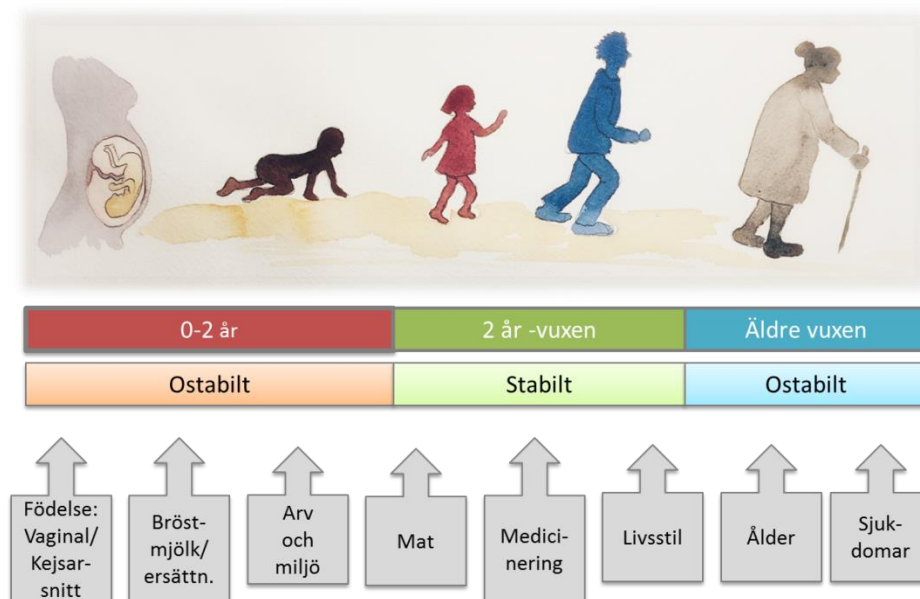 0-2 år
2 år -vuxen
Äldre vuxen
Ostabilt
Stabilt
Ostabilt
Födelse:
Vaginal/
Kejsar-
snitt
Bröst-
mjölk/
ersättn.
Arv
och
miljö
Mat
Medici-
nering
Livsstil
Ålder
Sjuk-
domar